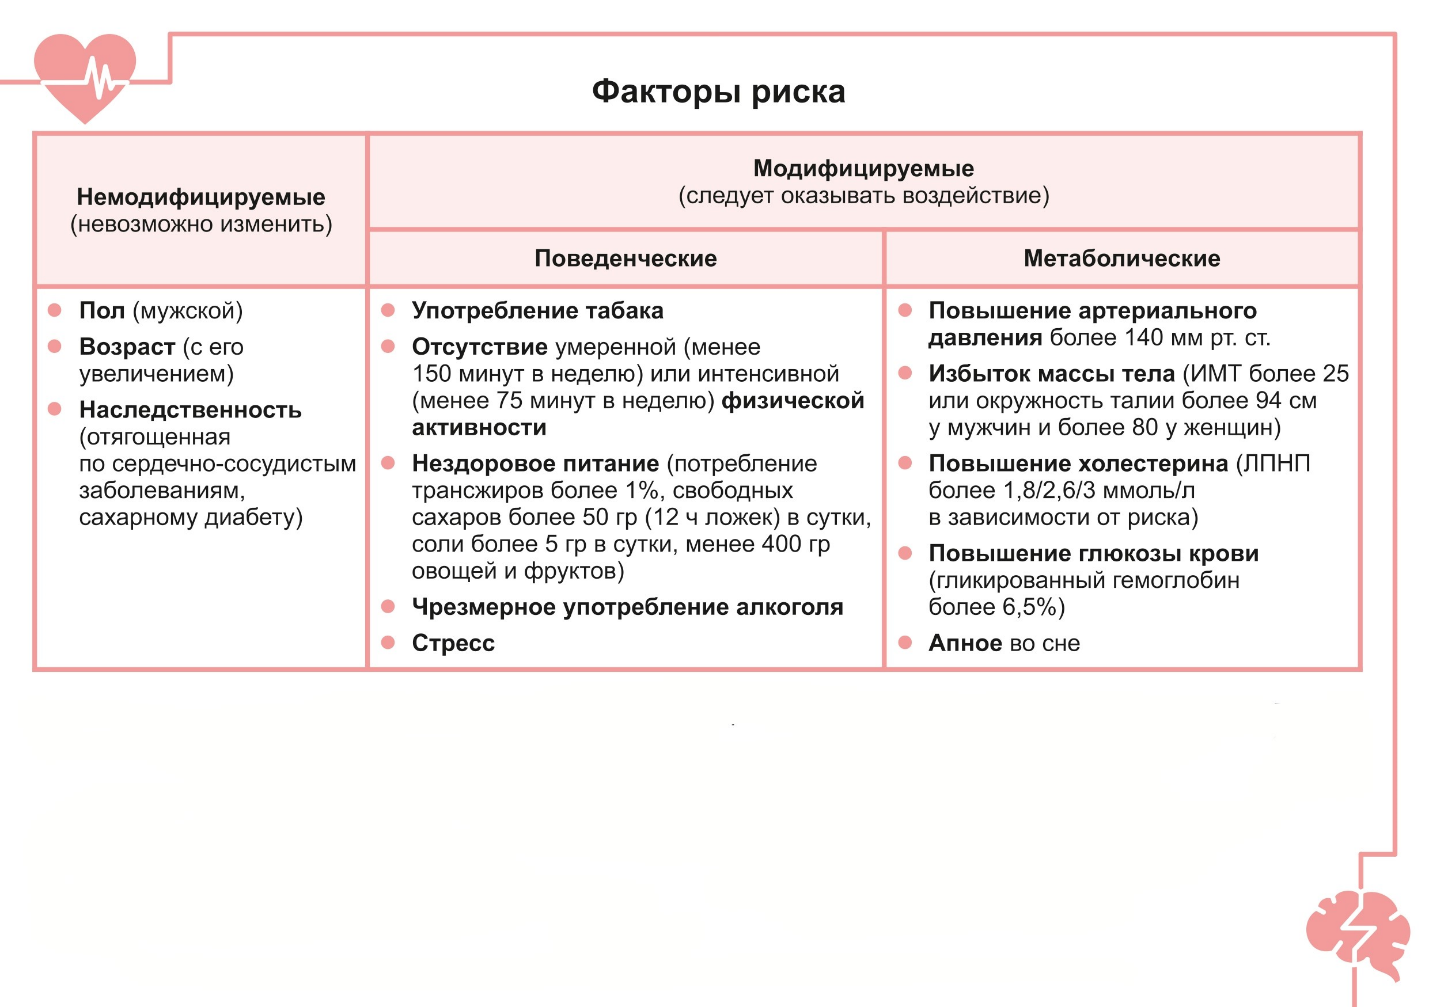 Факторы риска
Немодифицируемые
(невозможно изменить)
Модифицируемые
(следует оказывать воздействие)
Поведенческие
Метаболические
Пол (мужской)
Возраст (с его
увеличением)
Наследственность
(отягощенная
по сердечно-сосудистым
заболеваниям,
сахарному диабету)
Употребление табака
Отсутствие умеренной (менее
150 минут в неделю) или интенсивной
(менее 75 минут в неделю) физической
активности
Нездоровое питание (потребление
трансжиров более 1%, свободных
сахаров более 50 гр (12 ч ложек) в сутки,
соли более 5 гр в сутки, менее 400 гр
овощей и фруктов)
Чрезмерное употребление алкоголя
Стресс
Повышение артериального
давления более 140 мм рт. ст.
Избыток массы тела (ИМТ более 25
или окружность талии более 94 см
у мужчин и более 80 у женщин)
Повышение холестерина (ЛПНП
более 1,8/2,6/3 ммоль/л
в зависимости от риска)
Повышение глюкозы крови
(гликированный гемоглобин
более 6,5%)
Апное во сне